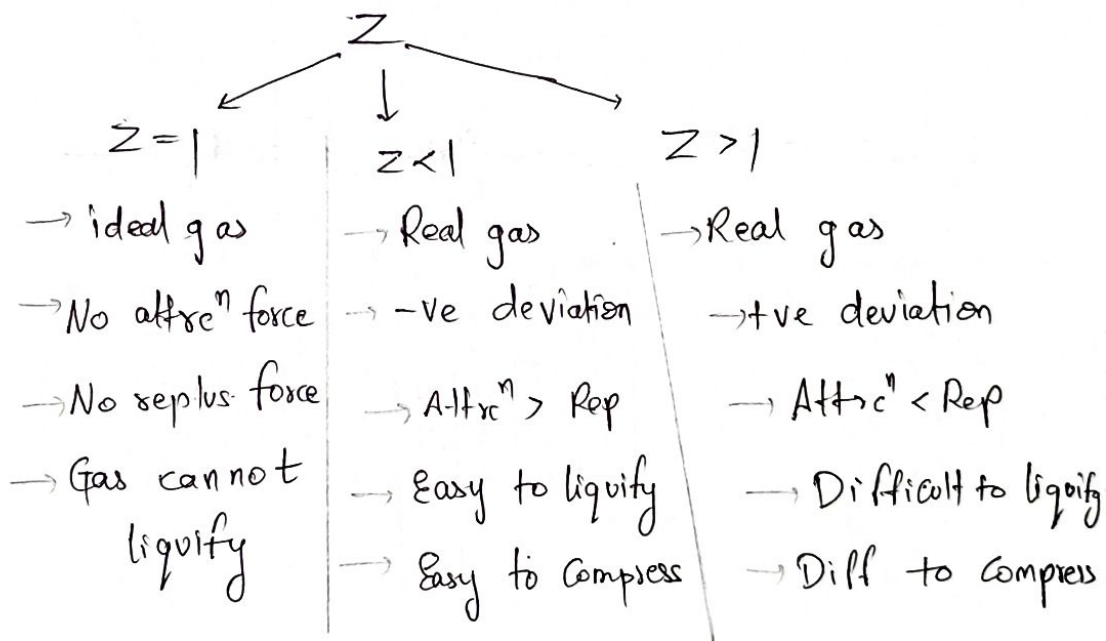 Z
Z = 1
→ ideal gas
→ No attrcⁿ force
→ No replus. force
→ Gas cannot
liquify
Z < 1
→ Real gas
→ -ve deviation
→ Attrcⁿ > Rep
→ Easy to liquify
→ Easy to compress
Z > 1
→ Real gas
→ +ve deviation
→ Attrcⁿ < Rep
→ Difficult to liquify
→ Diff to compress